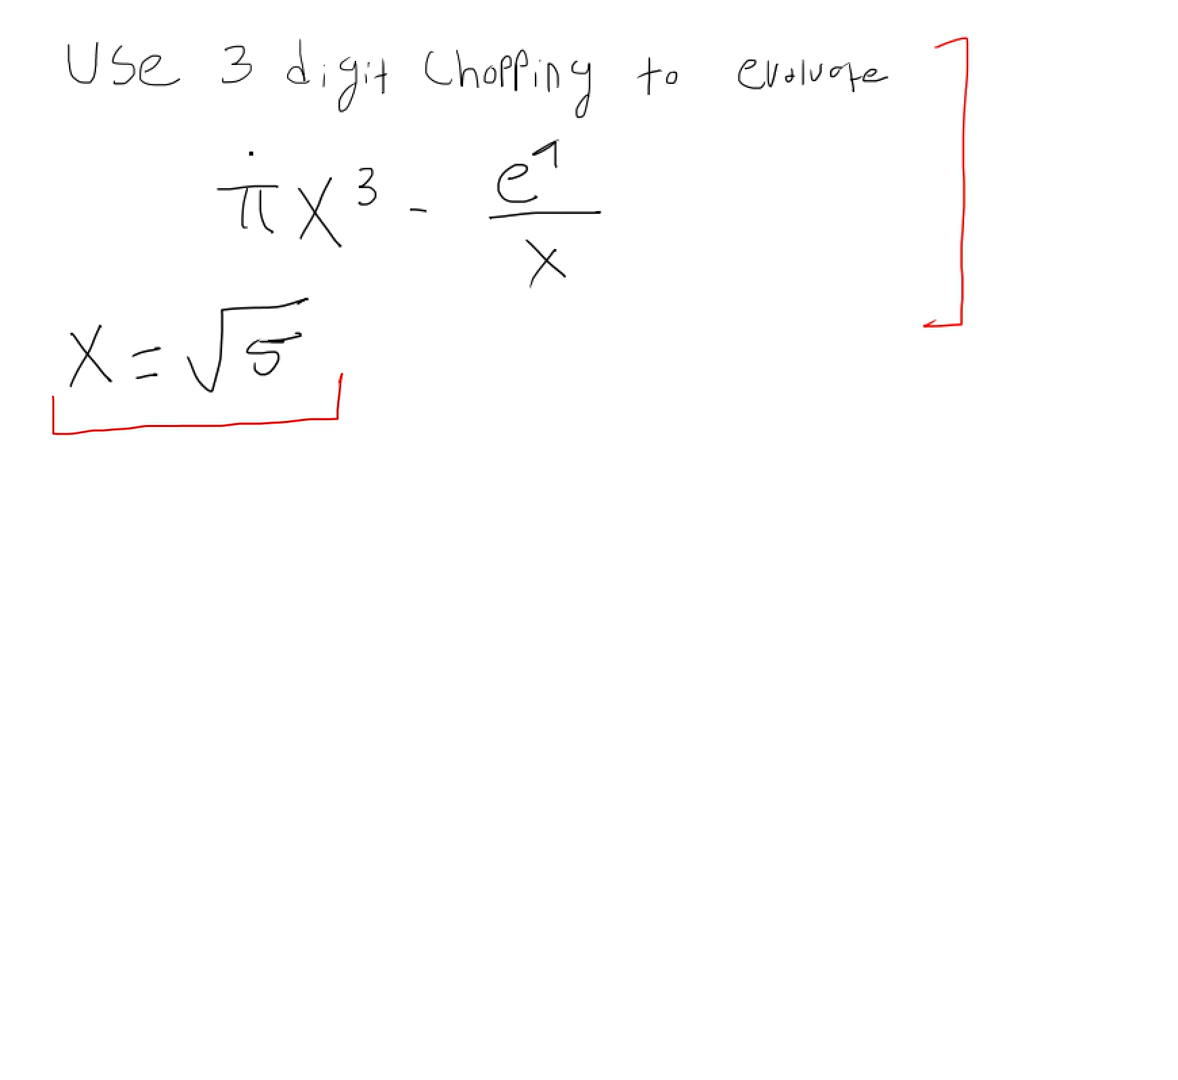 Use 3 digit Chopping to evaluate
πx³ - e¹/x
x = √5